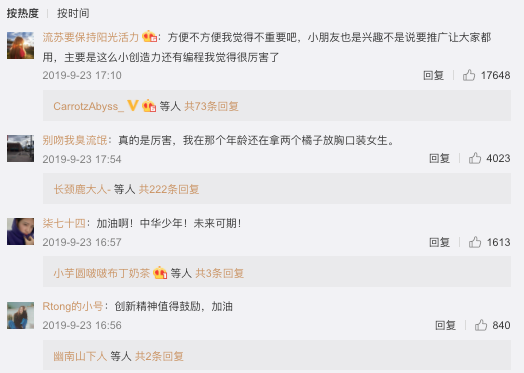 按热度 | 按时间
流苏要保持阳光活力：方便不方便我觉得不重要吧，小朋友也是兴趣不是说要推广让大家都
用，主要是这么小创造力还有编程我觉得很厉害了
2019-9-23 17:10 回复 17648
CarrotzAbyss_ 等人 共73条回复
别吻我臭流氓：真的是厉害，我在那个年龄还在拿两个橘子放胸口装女生。
2019-9-23 17:54 回复 4023
长颈鹿大人- 等人 共222条回复
柒七十四：加油啊！中华少年！未来可期！
2019-9-23 16:57 回复 1613
小芋圆啵啵布丁奶茶 等人 共3条回复
Rtong的小号：创新精神值得鼓励，加油
2019-9-23 16:56 回复 840
幽南山下人 等人 共2条回复